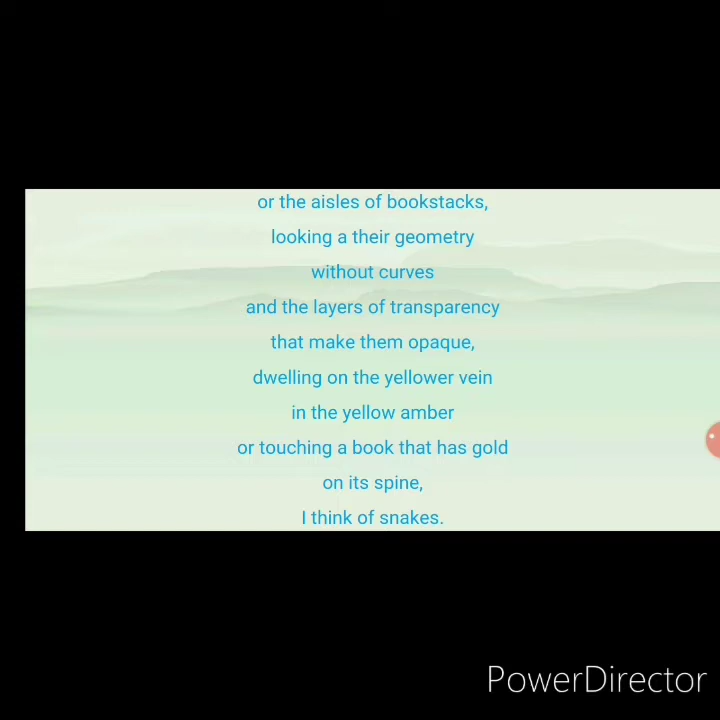 or the aisles of bookstacks,
looking a their geometry
without curves
and the layers of transparency
that make them opaque,
dwelling on the yellower vein
in the yellow amber
or touching a book that has gold
on its spine,
I think of snakes.
PowerDirector